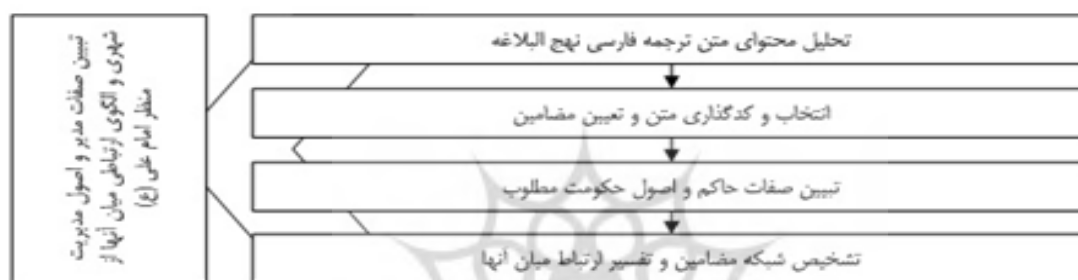 تحلیل محتوای متن ترجمه فارسی نهج البلاغه
انتخاب و کدگذاری متن و تعیین مضامین
تبیین صفات حاکم و اصول حکومت مطلوب
تشخیص شبکه مضامین و تفسیر ارتباط میان آنها
تبیین صفات مدیر و اصول مدیریت
شهری و الگوی ارتباطی میان آنها از
منظر امام علی (ع)